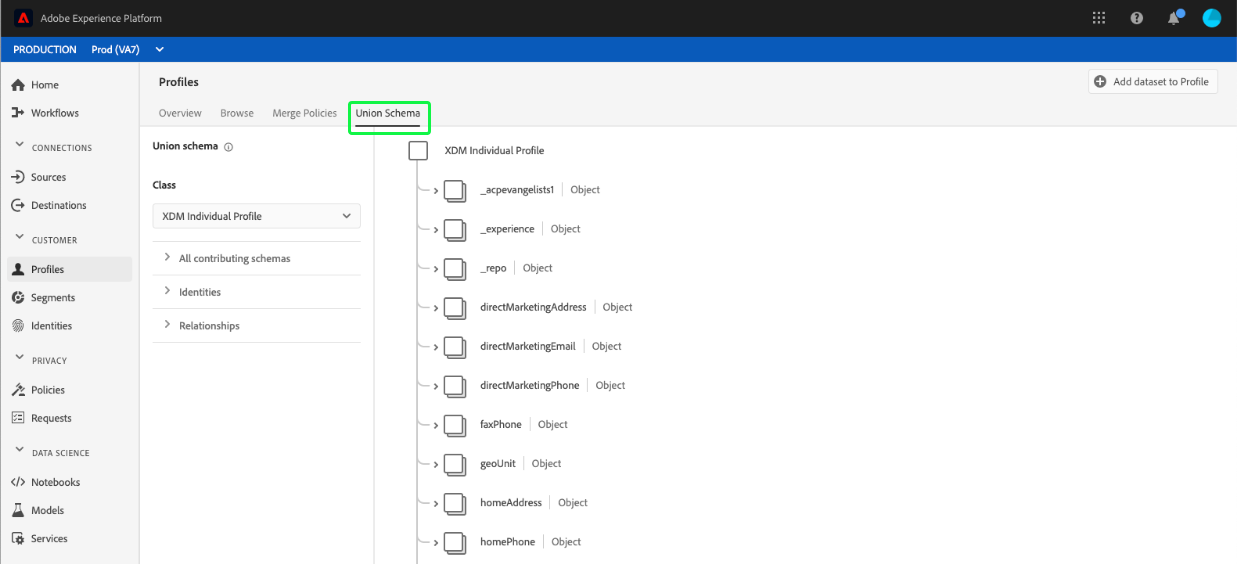 Adobe Experience Platform
PRODUCTION Prod (VA7)
Home
Workflows
CONNECTIONS
Sources
Destinations
CUSTOMER
Profiles
Segments
Identities
PRIVACY
Policies
Requests
DATA SCIENCE
Notebooks
Models
Services
Profiles
Add dataset to Profile
Overview Browse Merge Policies Union Schema
Union schema
Class
XDM Individual Profile
All contributing schemas
Identities
Relationships
XDM Individual Profile
_acpevangelists1 Object
_experience Object
_repo Object
directMarketingAddress Object
directMarketingEmail Object
directMarketingPhone Object
faxPhone Object
geoUnit Object
homeAddress Object
homePhone Object